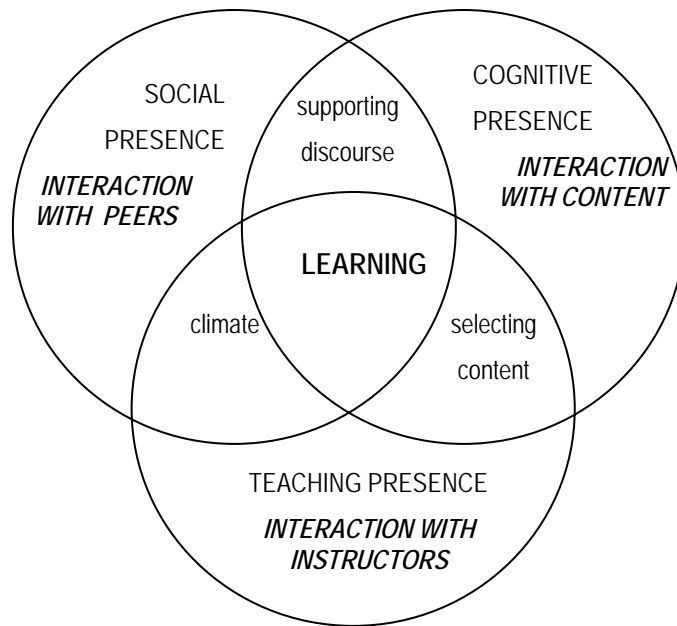 SOCIAL
PRESENCE
INTERACTION
WITH PEERS
supporting
discourse
COGNITIVE
PRESENCE
INTERACTION
WITH CONTENT
LEARNING
climate
selecting
content
TEACHING PRESENCE
INTERACTION WITH
INSTRUCTORS